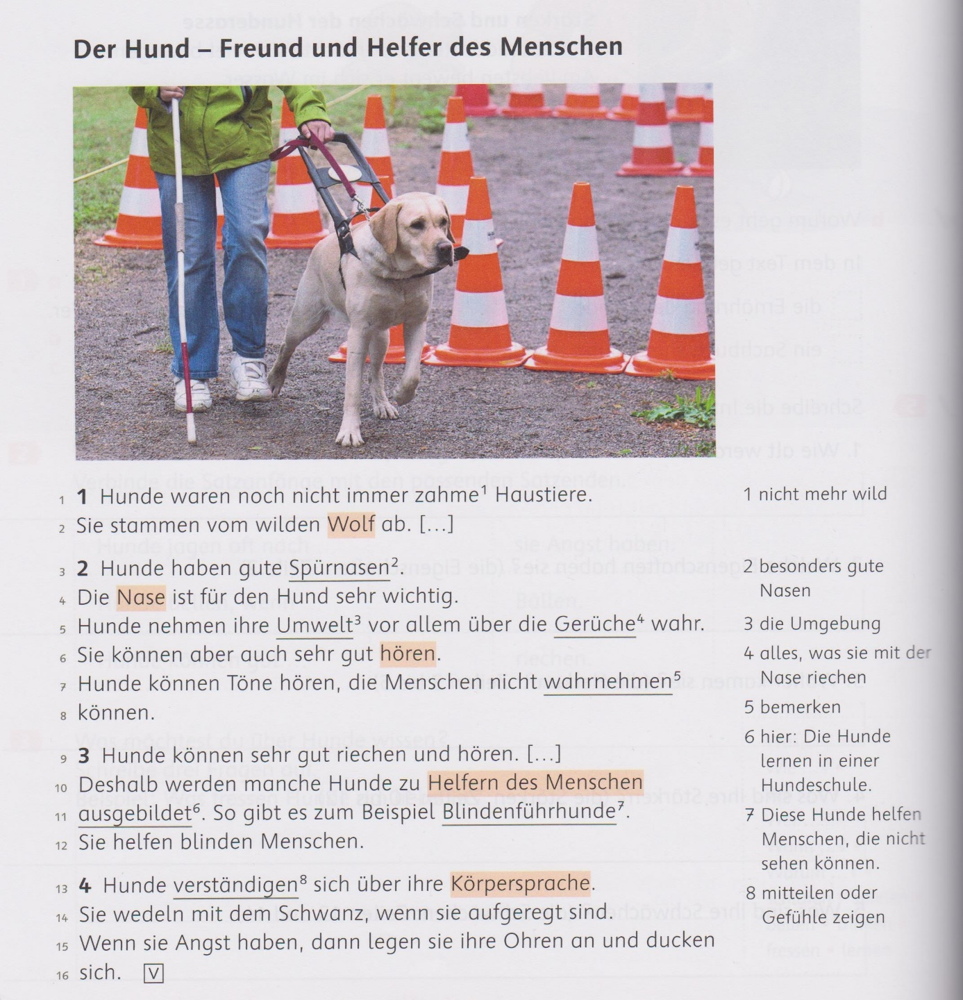 Der Hund – Freund und Helfer des Menschen
1 1 Hunde waren noch nicht immer zahme¹ Haustiere.
2 Sie stammen vom wilden Wolf ab. [...]
3 2 Hunde haben gute Spürnasen².
4 Die Nase ist für den Hund sehr wichtig.
5 Hunde nehmen ihre Umwelt³ vor allem über die Gerüche⁴ wahr.
6 Sie können aber auch sehr gut hören.
7 Hunde können Töne hören, die Menschen nicht wahrnehmen⁵
8 können.
9 3 Hunde können sehr gut riechen und hören. [...]
10 Deshalb werden manche Hunde zu Helfern des Menschen
11 ausgebildet⁶. So gibt es zum Beispiel Blindenführhunde⁷.
12 Sie helfen blinden Menschen.
13 4 Hunde verständigen⁸ sich über ihre Körpersprache.
14 Sie wedeln mit dem Schwanz, wenn sie aufgeregt sind.
15 Wenn sie Angst haben, dann legen sie ihre Ohren an und ducken
16 sich. V
1 nicht mehr wild
2 besonders gute
Nasen
3 die Umgebung
4 alles, was sie mit der
Nase riechen
5 bemerken
6 hier: Die Hunde
lernen in einer
Hundeschule.
7 Diese Hunde helfen
Menschen, die nicht
sehen können.
8 mitteilen oder
Gefühle zeigen